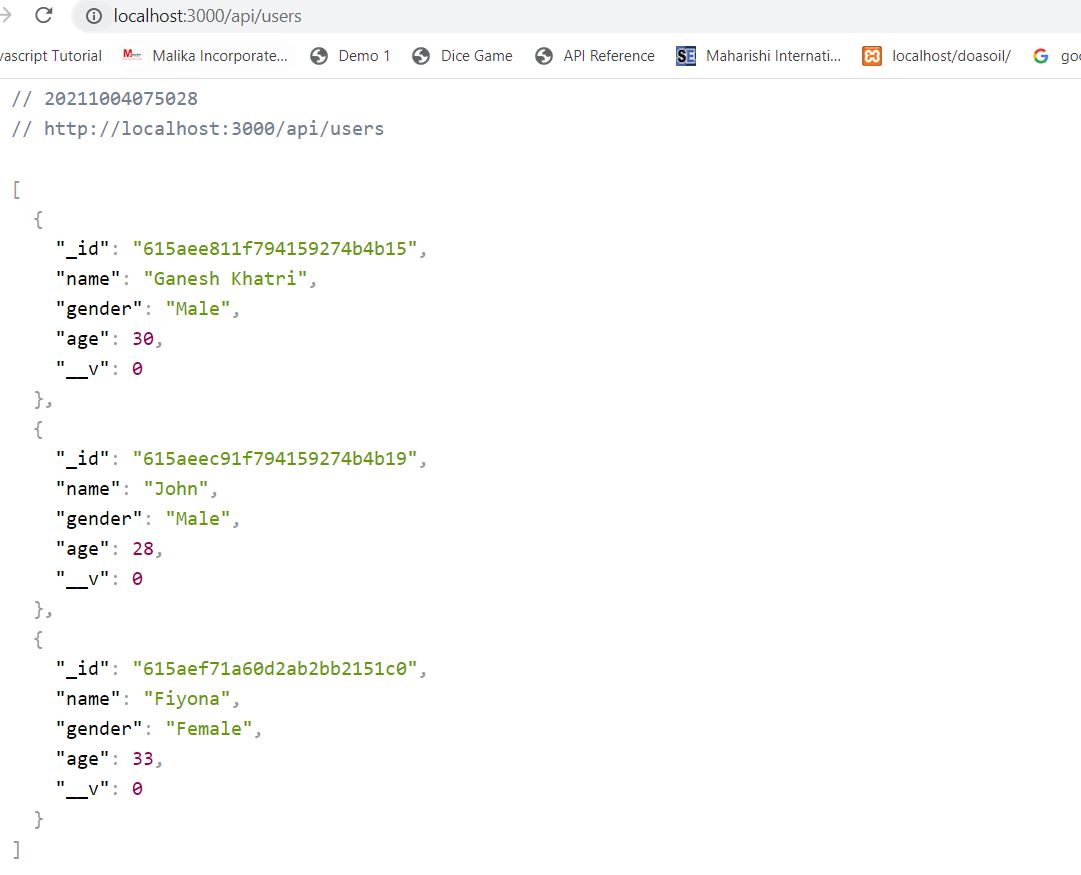 localhost:3000/api/users
vascript Tutorial Malika Incorporate... Demo 1 Dice Game API Reference SE Maharishi Internati... localhost/doasoil/ goo
// 20211004075028
// http://localhost:3000/api/users
[
{
"_id": "615aee811f794159274b4b15",
"name": "Ganesh Khatri",
"gender": "Male",
"age": 30,
"__v": 0
},
{
"_id": "615aeec91f794159274b4b19",
"name": "John",
"gender": "Male",
"age": 28,
"__v": 0
},
{
"_id": "615aef71a60d2ab2bb2151c0",
"name": "Fiyona",
"gender": "Female",
"age": 33,
"__v": 0
}
]